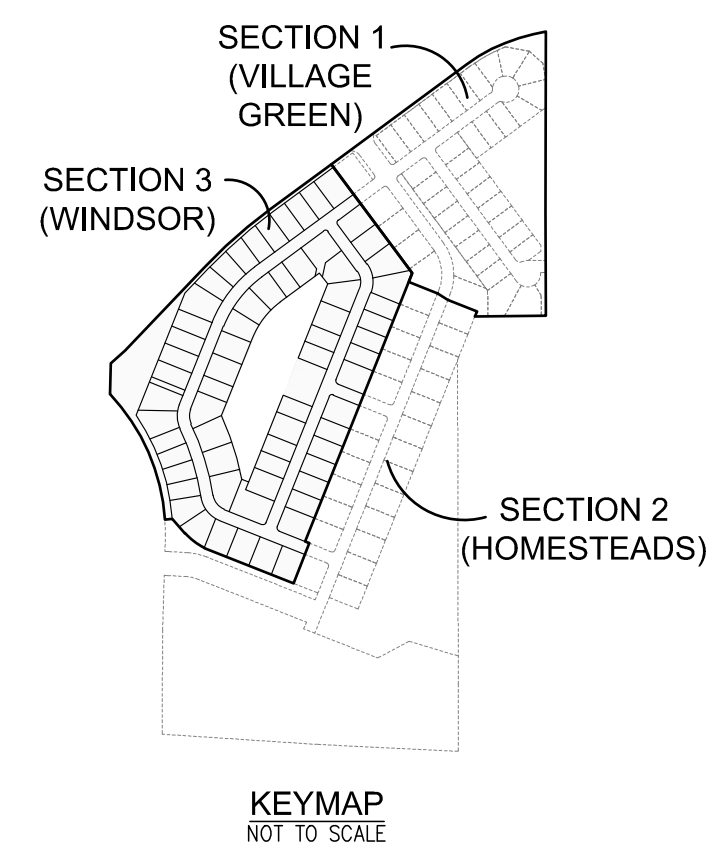 SECTION 1
(VILLAGE
GREEN)
SECTION 3
(WINDSOR)
SECTION 2
(HOMESTEADS)
KEYMAP
NOT TO SCALE